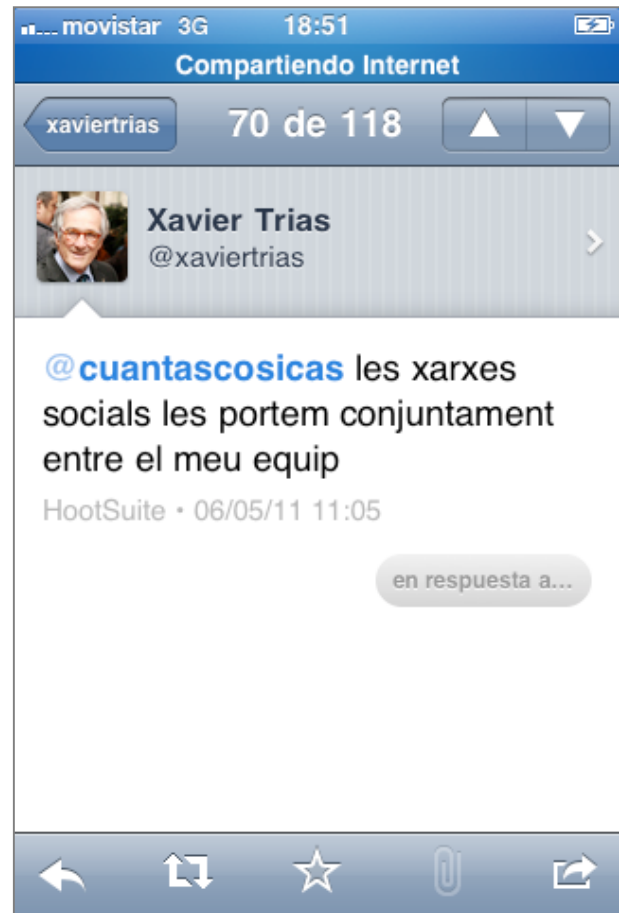 movistar 3G 18:51
Compartiendo Internet
xaviertrias 70 de 118
Xavier Trias
@xaviertrias
@cuantascosicas les xarxes
socials les portem conjuntament
entre el meu equip
HootSuite • 06/05/11 11:05
en respuesta a...